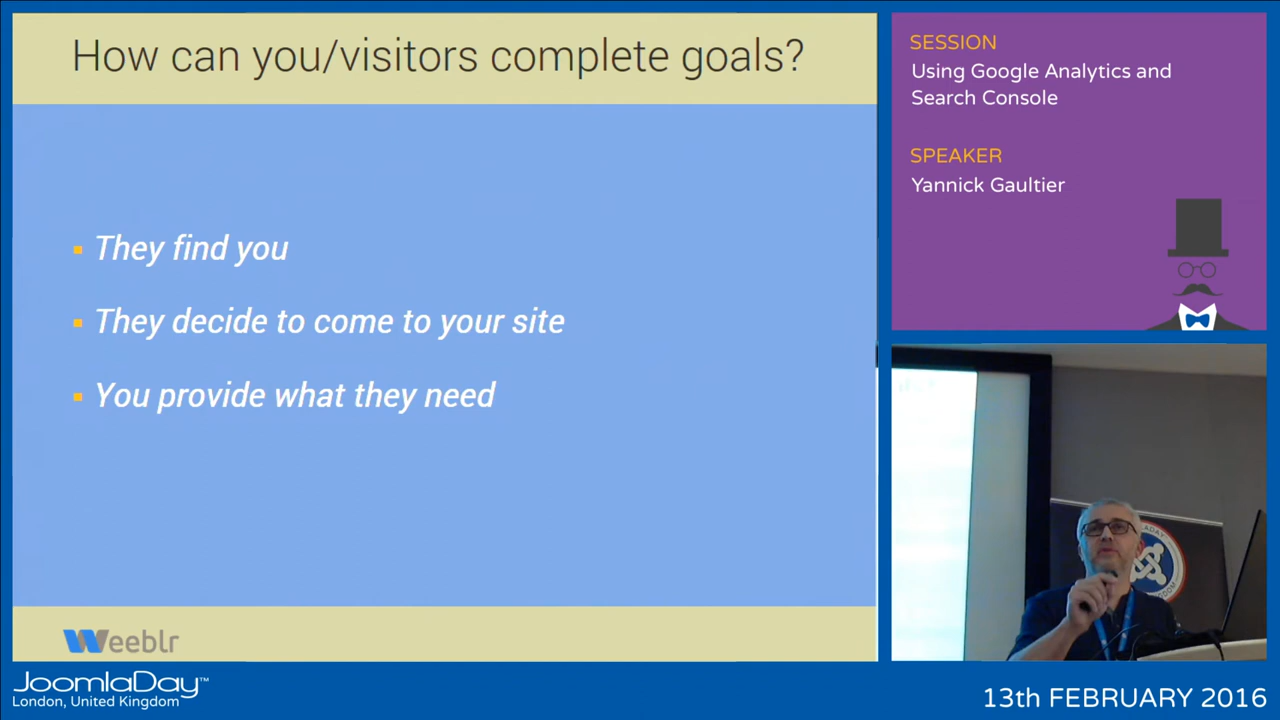 How can you/visitors complete goals?
They find you
They decide to come to your site
You provide what they need
Weeblr
SESSION
Using Google Analytics and
Search Console
SPEAKER
Yannick Gaultier
JoomlaDay™
London, United Kingdom
13th FEBRUARY 2016